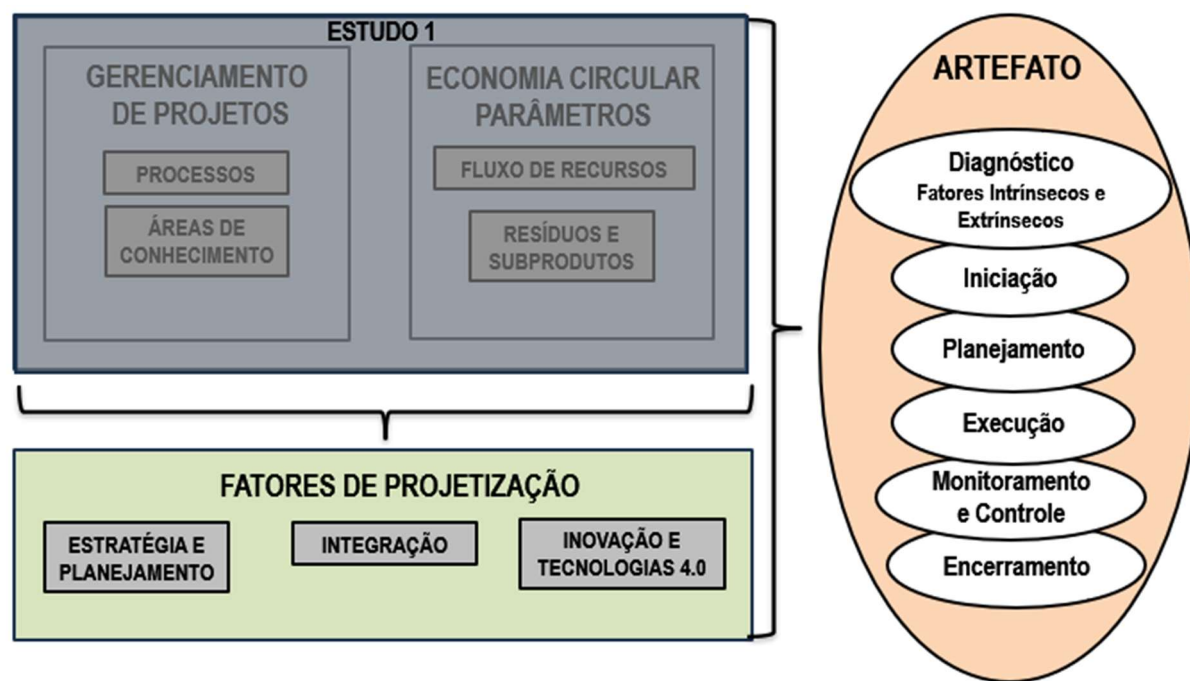 ESTUDO 1
GERENCIAMENTO
DE PROJETOS
PROCESSOS
ÁREAS DE
CONHECIMENTO
ECONOMIA CIRCULAR
PARÂMETROS
FLUXO DE RECURSOS
RESÍDUOS E
SUBPRODUTOS
FATORES DE PROJETIZAÇÃO
ESTRATÉGIA E
PLANEJAMENTO
INTEGRAÇÃO
INOVAÇÃO E
TECNOLOGIAS 4.0
ARTEFATO
Diagnóstico
Fatores Intrínsecos e
Extrínsecos
Iniciação
Planejamento
Execução
Monitoramento
e Controle
Encerramento